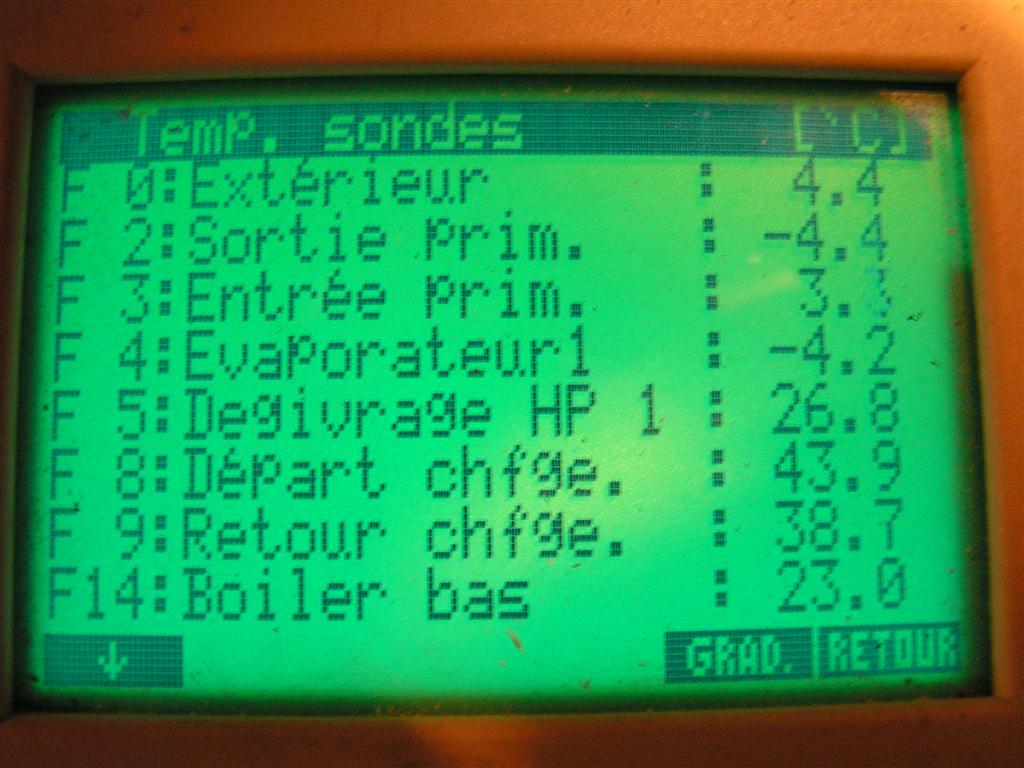 Temp. sondes [°C]
F 0:Extérieur : 4.4
F 2:Sortie prim. : -4.4
F 3:Entrée prim. : 3.3
F 4:Evaporateur1 : -4.2
F 5:Degivrage HP 1 : 26.8
F 8:Départ chfge. : 43.9
F 9:Retour chfge. : 38.7
F14:Boiler bas : 23.0
↓ GRAD. RETOUR